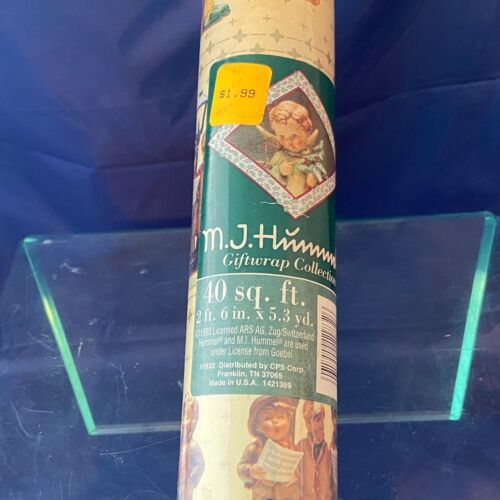 $1.99
M.J. Hummel
Giftwrap Collection
40 sq. ft.
2 ft. 6 in. x 5.3 yd.
©1993 Licensed ARS AG, Zug/Switzerland
Hummel® and M.I. Hummel® are used
under License from Goebel
Distributed by CPS Corp.
Franklin, TN 37065
Made in U.S.A. 1421369